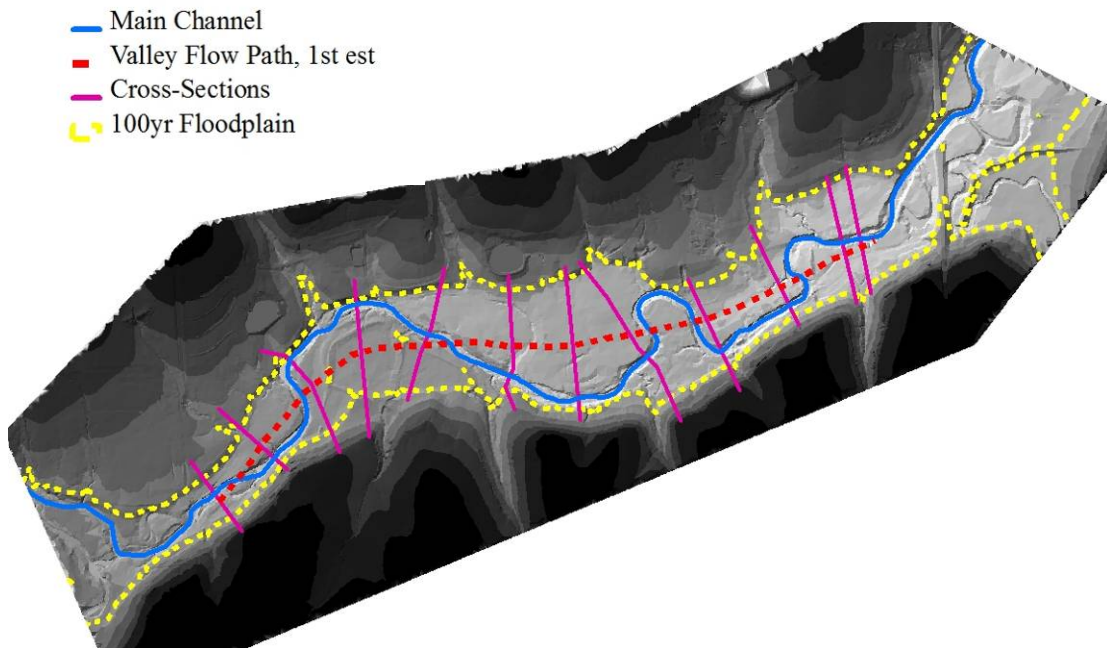 Main Channel
Valley Flow Path, 1st est
Cross-Sections
100yr Floodplain